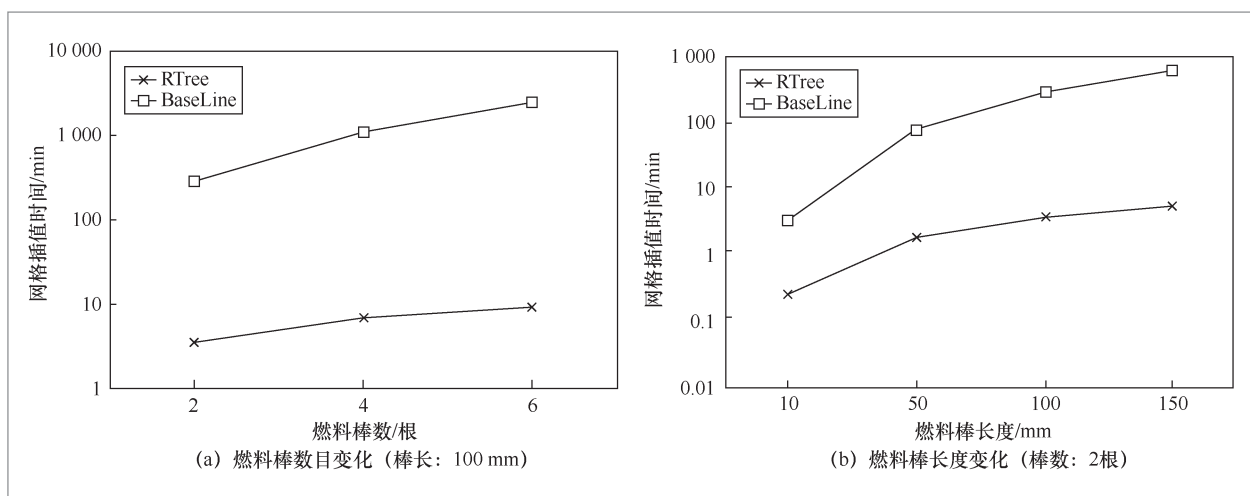 10 000
1 000
100
10
1
网格插值时间/min
RTree
BaseLine
2
4
6
燃料棒数/根
(a) 燃料棒数目变化（棒长：100 mm）
1 000
100
10
1
0.1
0.01
网格插值时间/min
RTree
BaseLine
10
50
100
150
燃料棒长度/mm
(b) 燃料棒长度变化（棒数：2根）